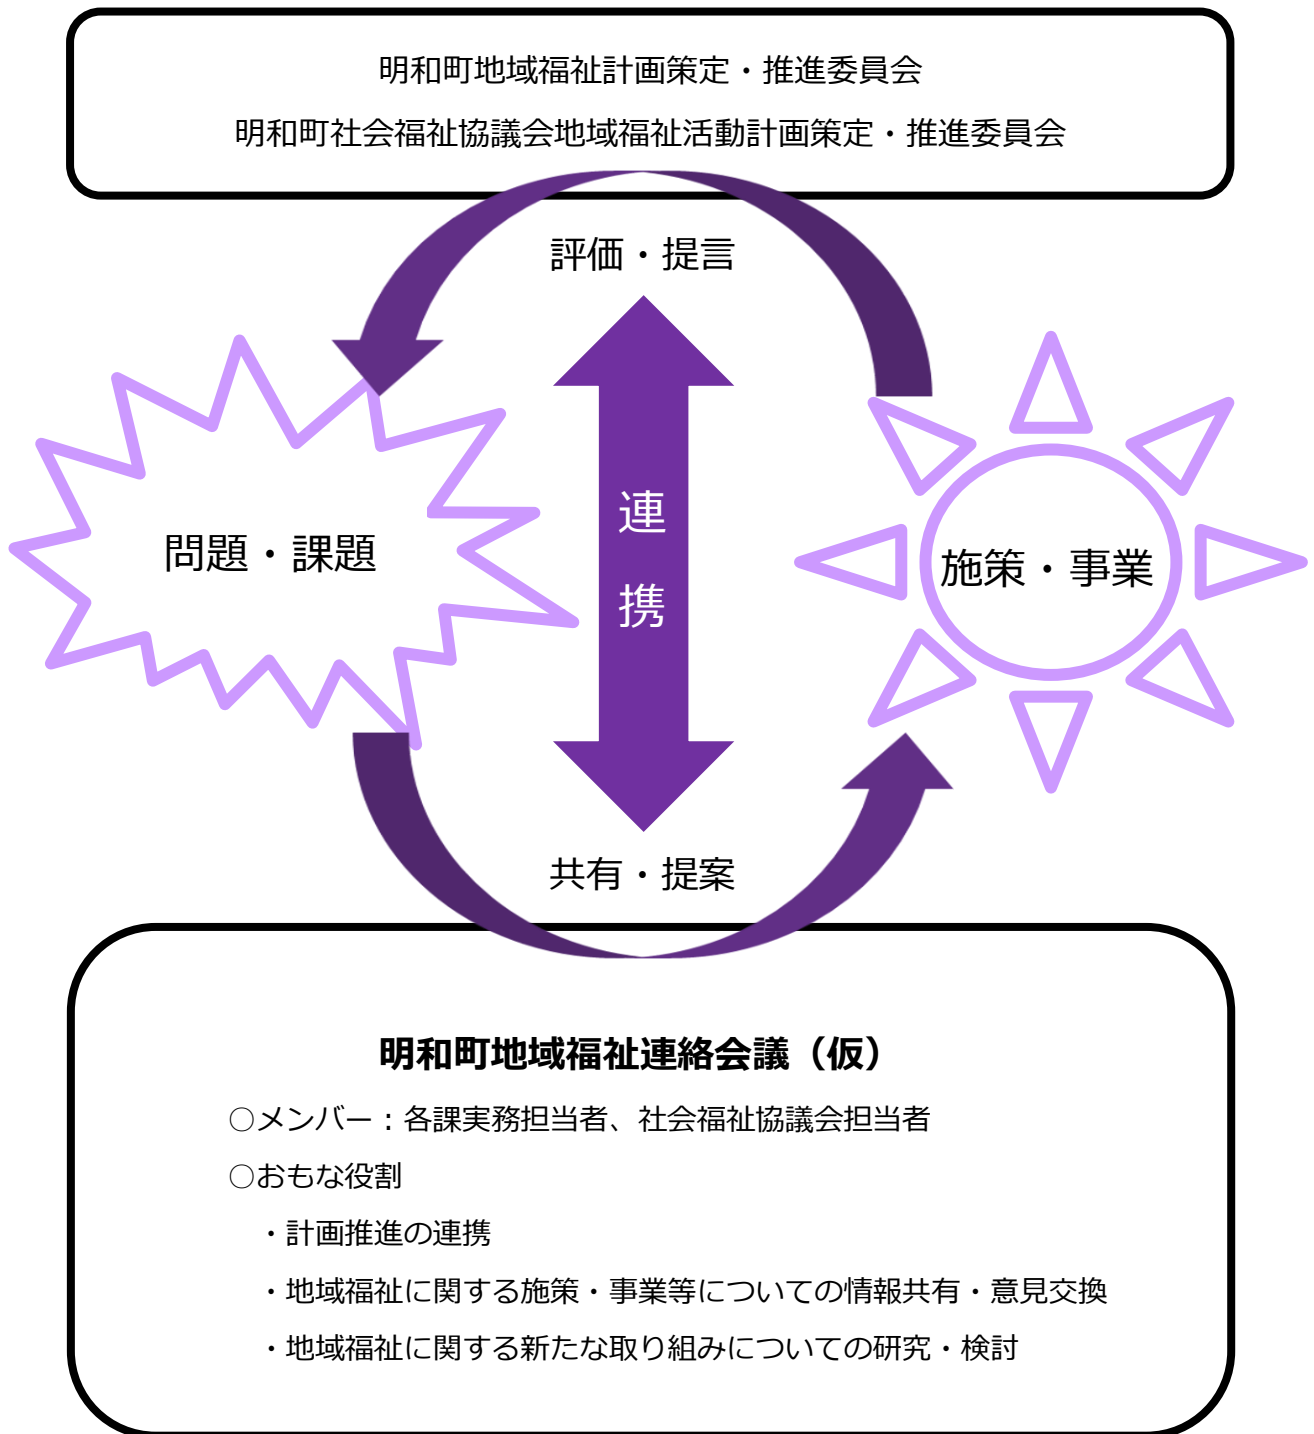 明和町地域福祉計画策定・推進委員会
明和町社会福祉協議会地域福祉活動計画策定・推進委員会
評価・提言
問題・課題
連
携
施策・事業
共有・提案
明和町地域福祉連絡会議（仮）
○メンバー：各課実務担当者、社会福祉協議会担当者
○おもな役割
・計画推進の連携
・地域福祉に関する施策・事業等についての情報共有・意見交換
・地域福祉に関する新たな取り組みについての研究・検討